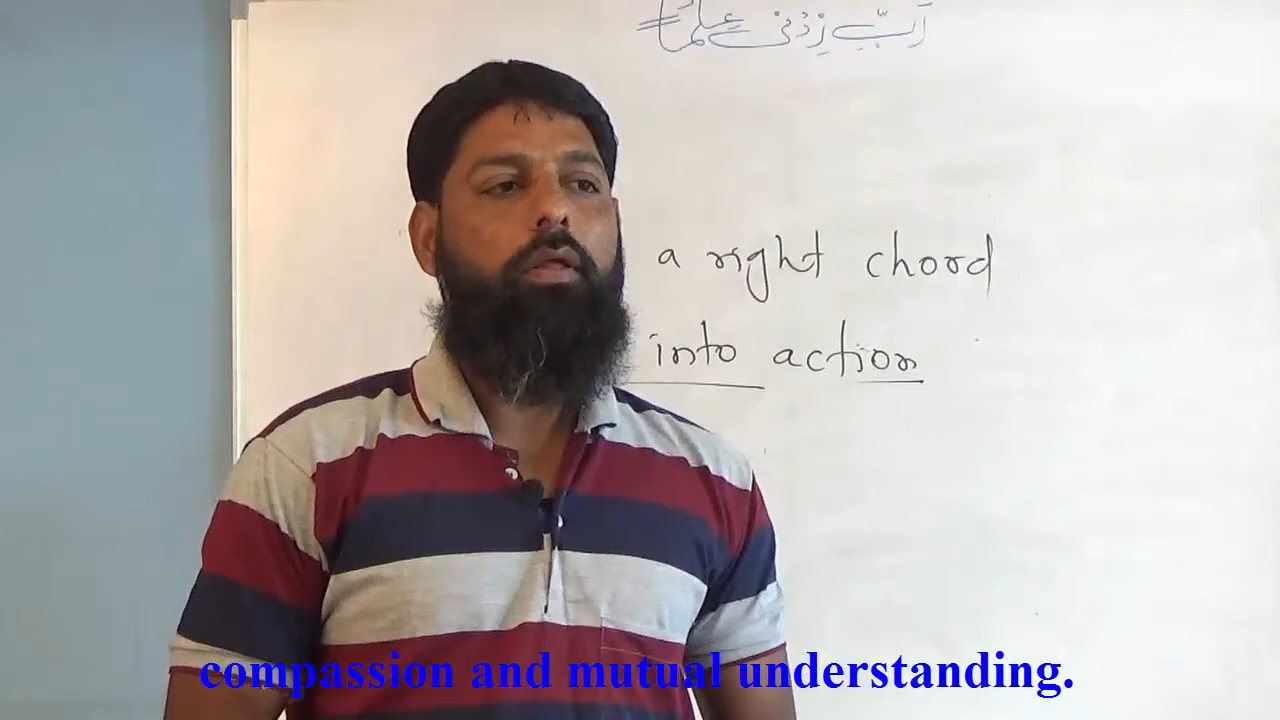 رَبِّ زِدْنِی عِلْمًا
a right chord
into action
compassion and mutual understanding.